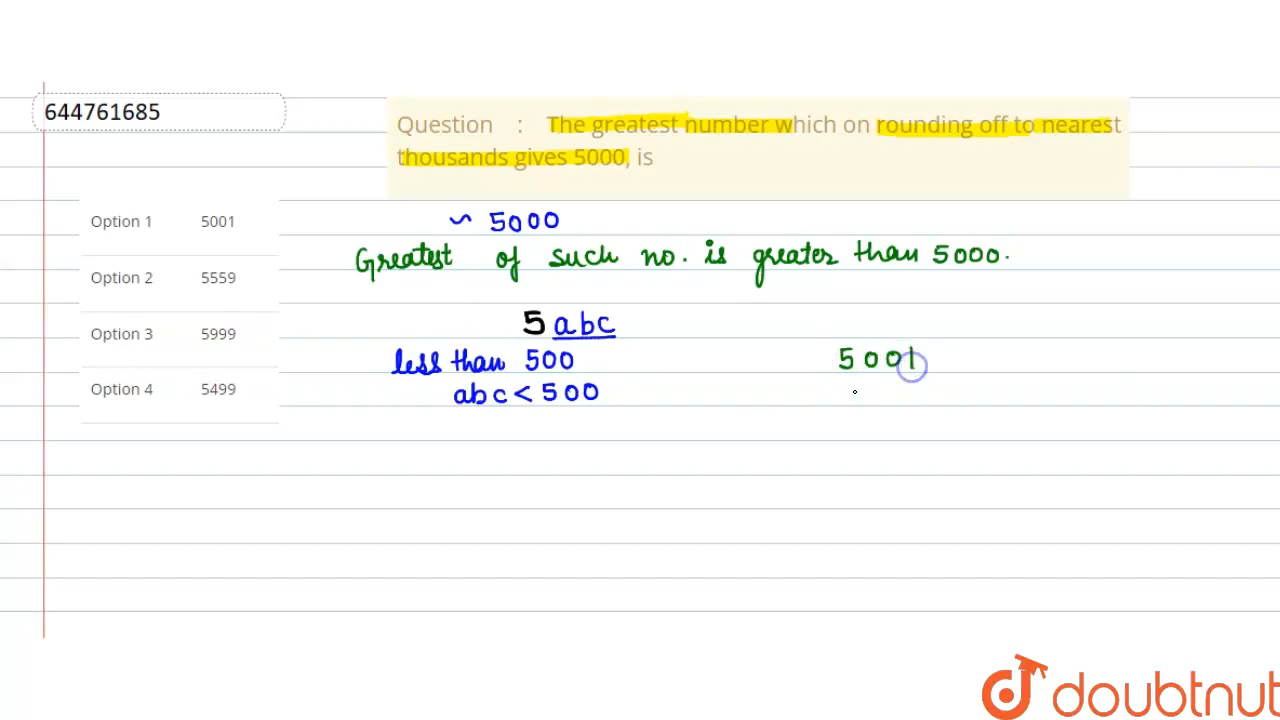 644761685
Question : The greatest number which on rounding off to nearest
thousands gives 5000, is
Option 1 5001
Option 2 5559
Option 3 5999
Option 4 5499
~ 5000
Greatest of such no. is greater than 5000.
5 abc
less than 500
abc < 500
5001
doubtnut